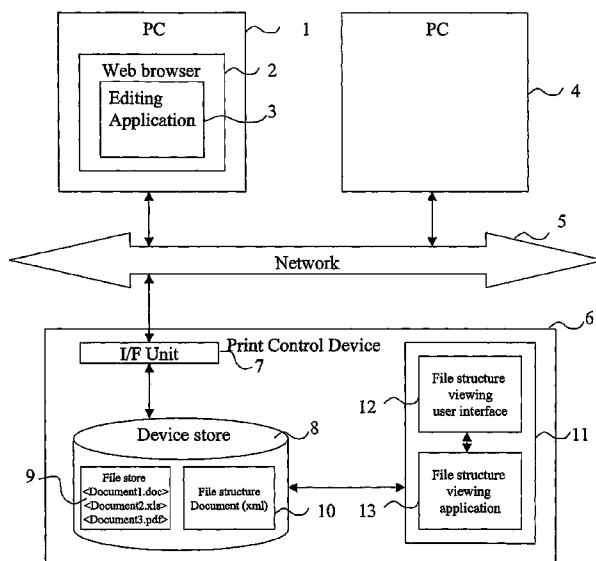 PC
1
PC
Web browser
2
Editing
Application
3
4
5
Network
6
Print Control Device
I/F Unit
7
12
File structure
viewing
user interface
11
Device store
8
9
File store
<Document1.doc>
<Document2.xls>
<Document3.pdf>
File structure
Document (xml)
10
13
File structure
viewing
application